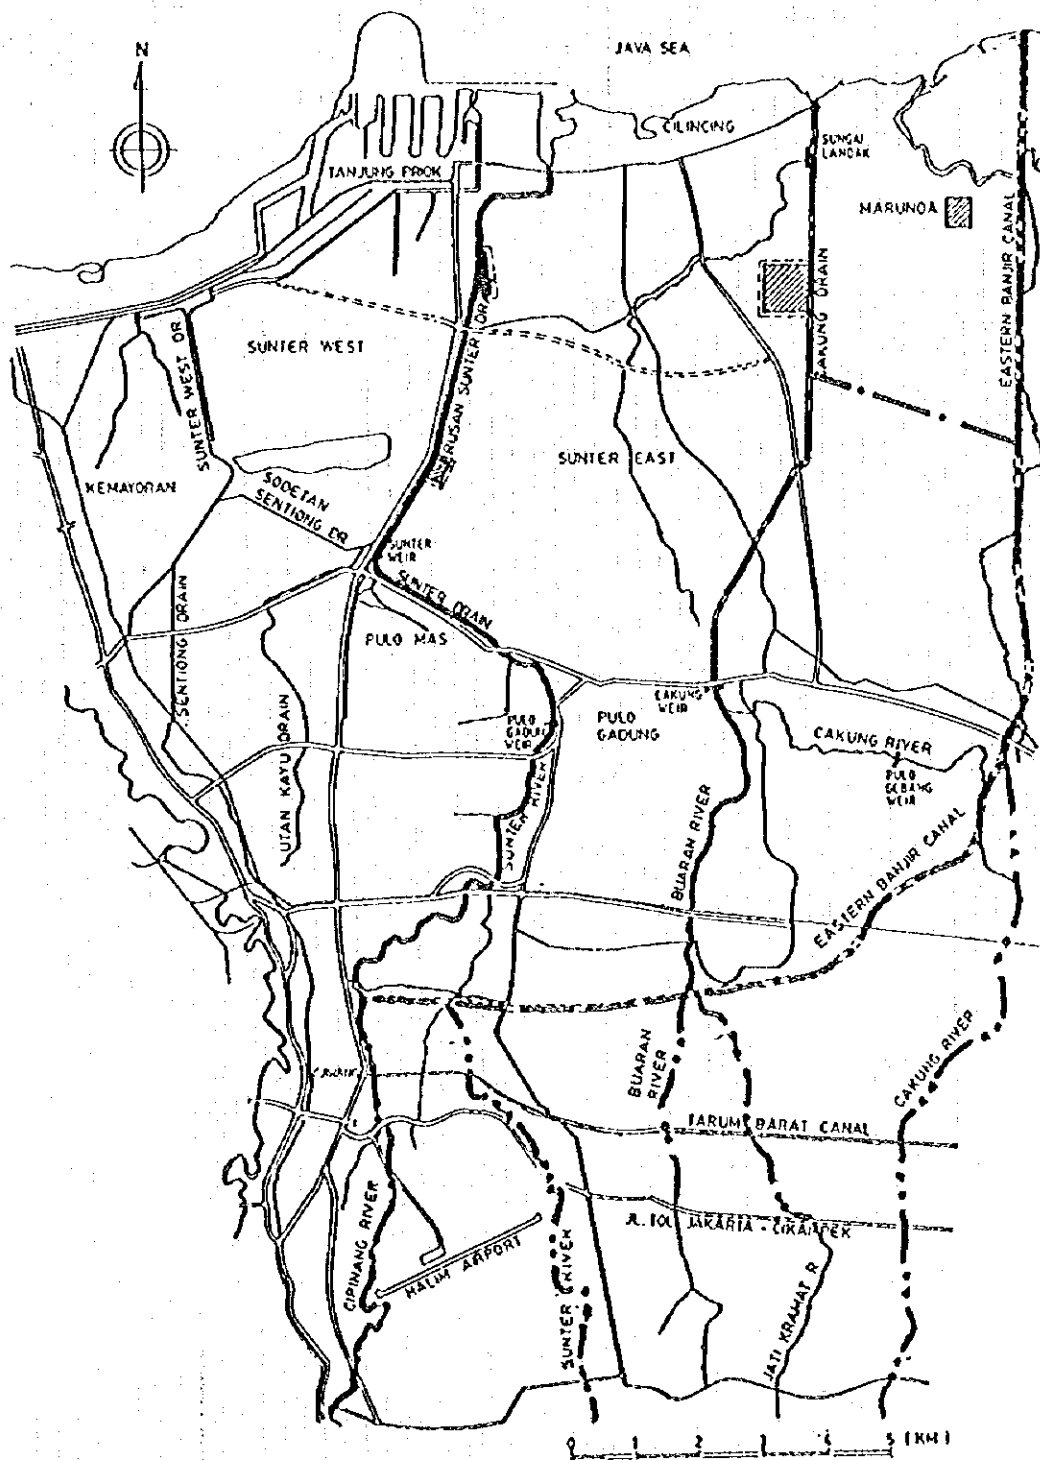 N
JAVA SEA
CILINCING
SUNGAI
LANDAK
TANJUNG PRIOK
MARUNDA
EASTERN BANJIR CANAL
CAKUNG DRAIN
SUNTER WEST
SUNTER WEST DR
SUNTER DR
SUNTER EAST
KEMAYORAN
SODETAN
SENTIONG DR
SUNTER
WEIR
SUNTER DRAIN
PULO MAS
SENTIONG DRAIN
UTAN KAYU DRAIN
PULO
GADUNG
WEIR
PULO
GADUNG
CAKUNG
WEIR
CAKUNG RIVER
PULO
GEBANG
WEIR
SUNTER RIVER
BUARAN RIVER
EASTERN BANJIR CANAL
BUARAN
RIVER
CAKUNG RIVER
TARUM BARAT CANAL
JL. TOL JAKARTA - CIKAMPEK
CIPINANG RIVER
HALIM AIRPORT
SUNTER RIVER
JATI KRAMAT R
0 1 2 3 4 5 (KM)